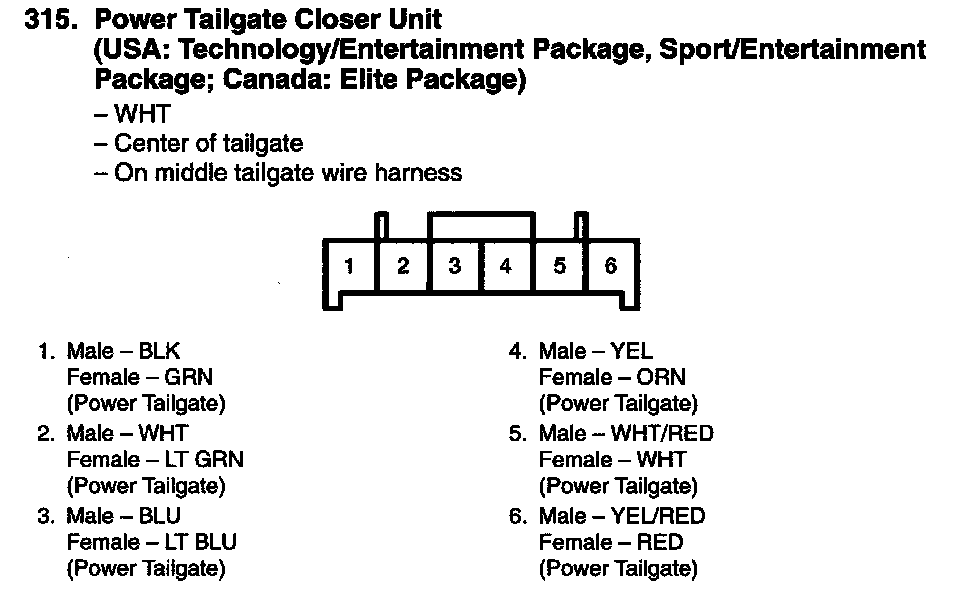 315. Power Tailgate Closer Unit
(USA: Technology/Entertainment Package, Sport/Entertainment
Package; Canada: Elite Package)
– WHT
– Center of tailgate
– On middle tailgate wire harness
1 2 3 4 5 6
1. Male – BLK
Female – GRN
(Power Tailgate)
2. Male – WHT
Female – LT GRN
(Power Tailgate)
3. Male – BLU
Female – LT BLU
(Power Tailgate)
4. Male – YEL
Female – ORN
(Power Tailgate)
5. Male – WHT/RED
Female – WHT
(Power Tailgate)
6. Male – YEL/RED
Female – RED
(Power Tailgate)